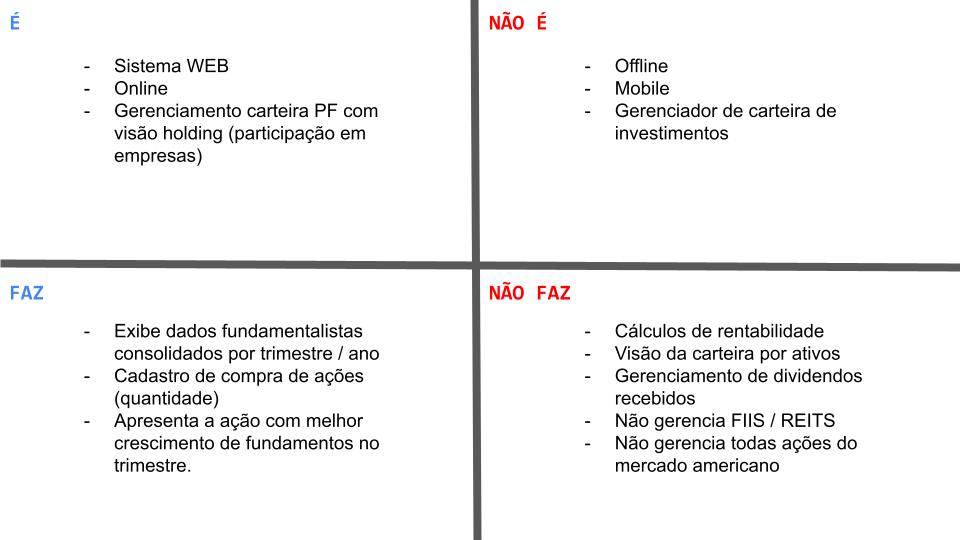 É
- Sistema WEB
- Online
- Gerenciamento carteira PF com
visão holding (participação em
empresas)
NÃO É
- Offline
- Mobile
- Gerenciador de carteira de
investimentos
FAZ
- Exibe dados fundamentalistas
consolidados por trimestre / ano
- Cadastro de compra de ações
(quantidade)
- Apresenta a ação com melhor
crescimento de fundamentos no
trimestre.
NÃO FAZ
- Cálculos de rentabilidade
- Visão da carteira por ativos
- Gerenciamento de dividendos
recebidos
- Não gerencia FIIS / REITS
- Não gerencia todas ações do
mercado americano